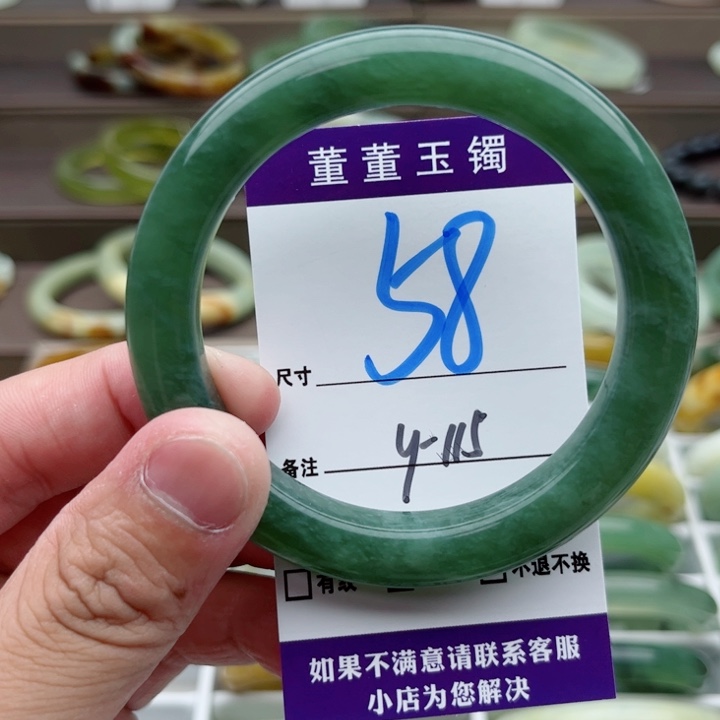 董董玉镯
58
尺寸
y-115
备注
有纹 不退不换
如果不满意请联系客服
小店为您解决